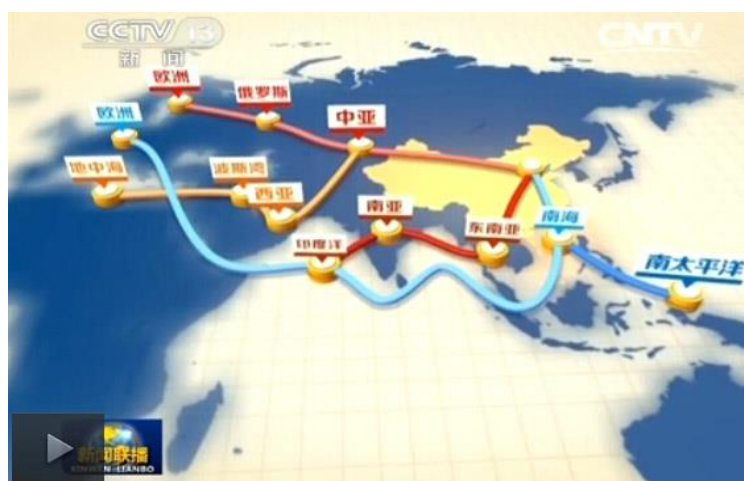 CCTV 13
新闻
CNTV
欧洲
俄罗斯
欧洲
中亚
地中海
波斯湾
西亚
南亚
东南亚
南海
印度洋
南太平洋
新闻联播
XINWEN-LIANBO